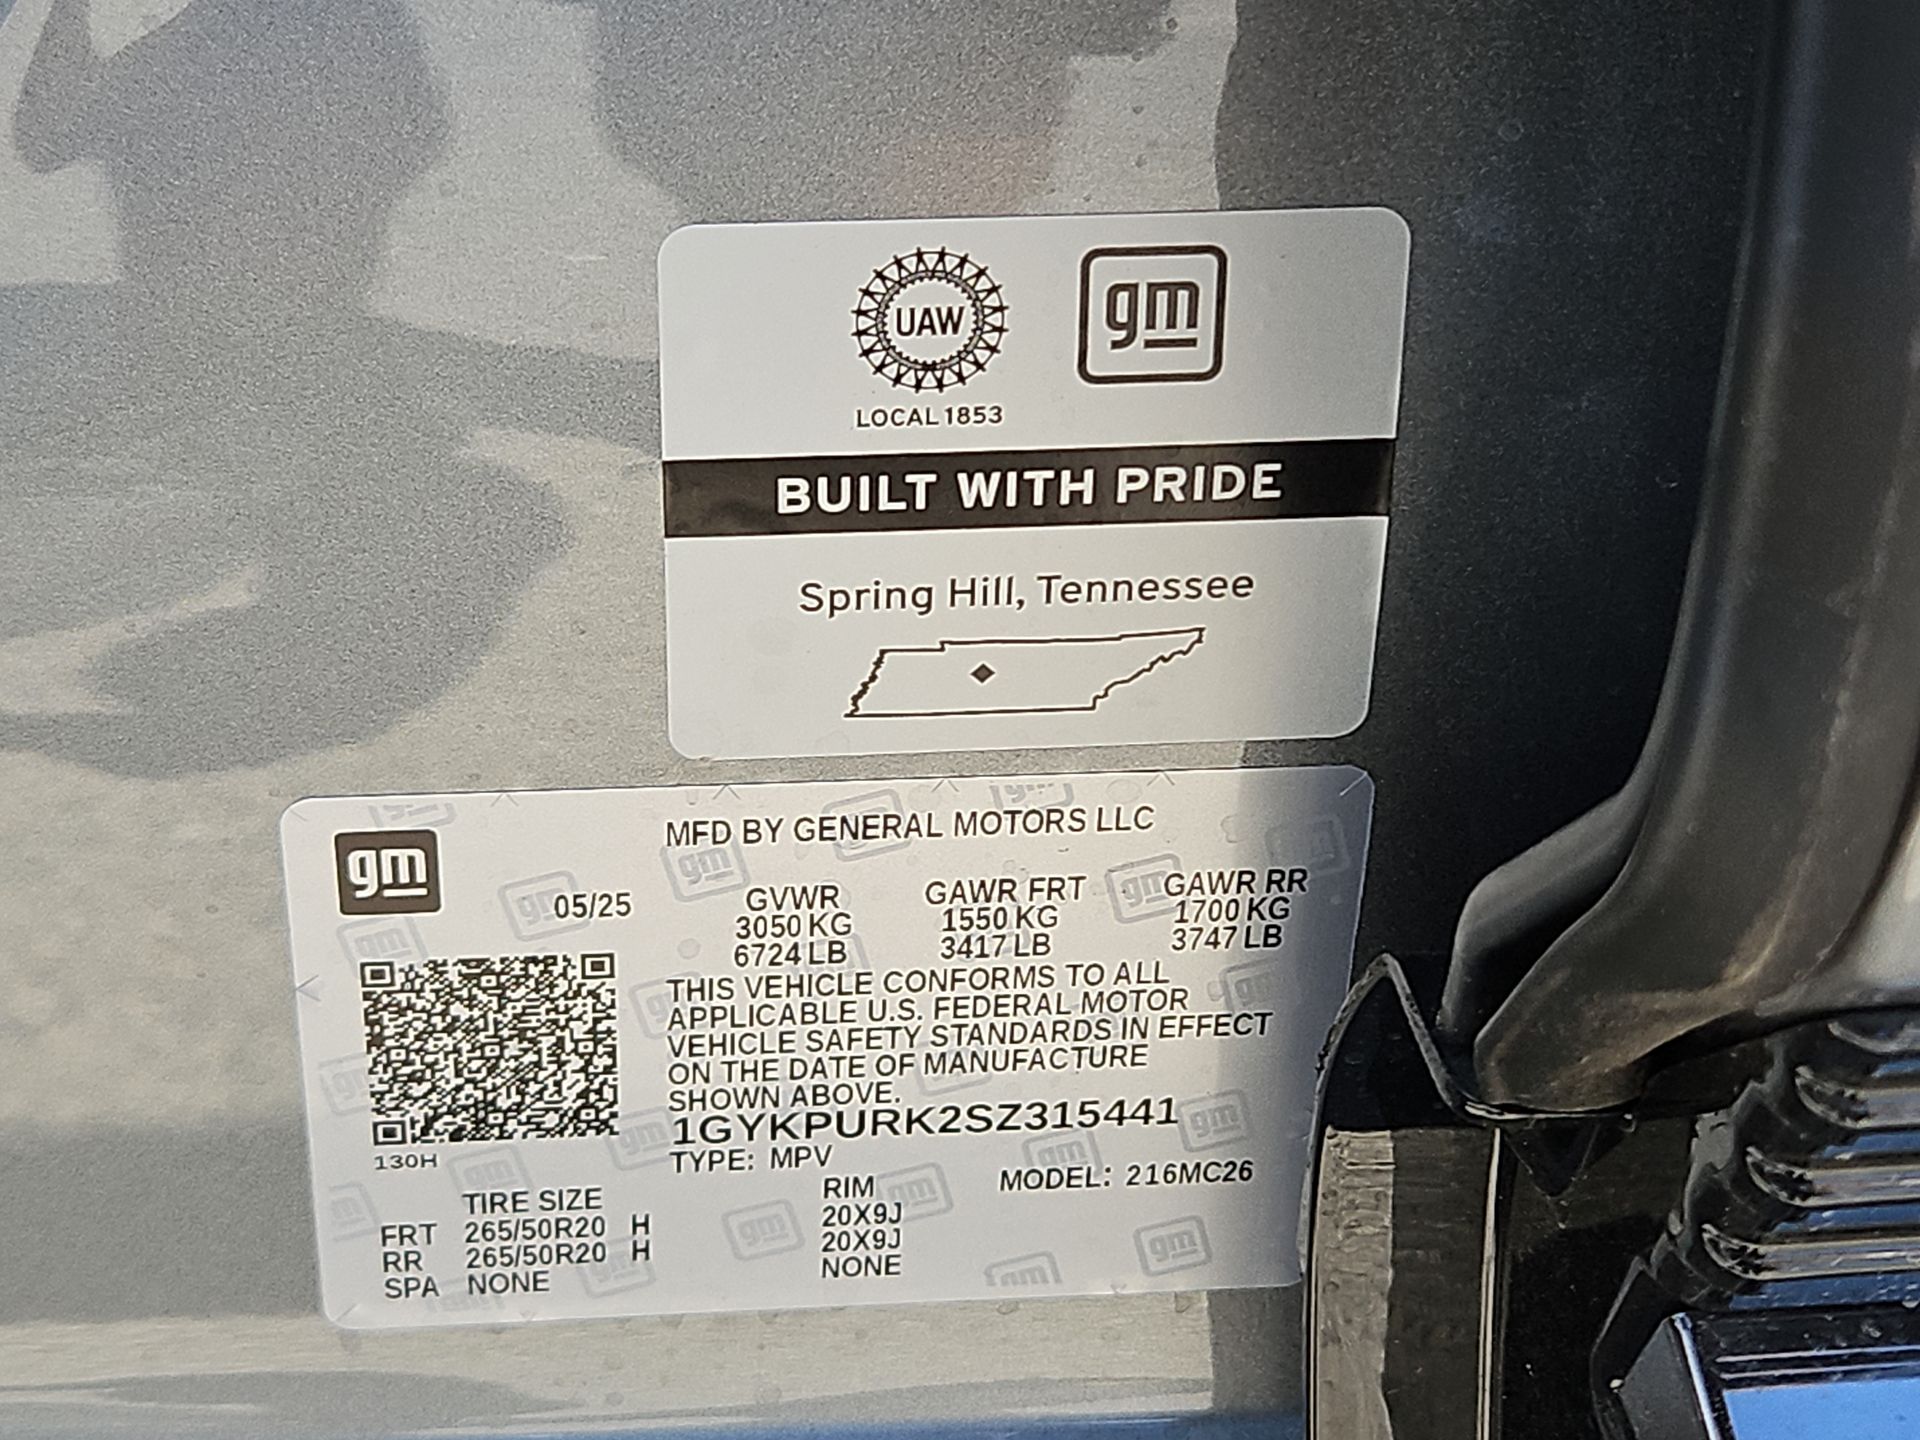 UAW
gm
LOCAL 1853
BUILT WITH PRIDE
Spring Hill, Tennessee
gm
MFD BY GENERAL MOTORS LLC
05/25
GVWR
3050 KG
6724 LB
GAWR FRT
1550 KG
3417 LB
GAWR RR
1700 KG
3747 LB
THIS VEHICLE CONFORMS TO ALL
APPLICABLE U.S. FEDERAL MOTOR
VEHICLE SAFETY STANDARDS IN EFFECT
ON THE DATE OF MANUFACTURE
SHOWN ABOVE.
1GYKPURK2SZ315441
130H
TYPE: MPV
MODEL: 216MC26
TIRE SIZE RIM
FRT 265/50R20 H 20X9J
RR 265/50R20 H 20X9J
SPA NONE NONE